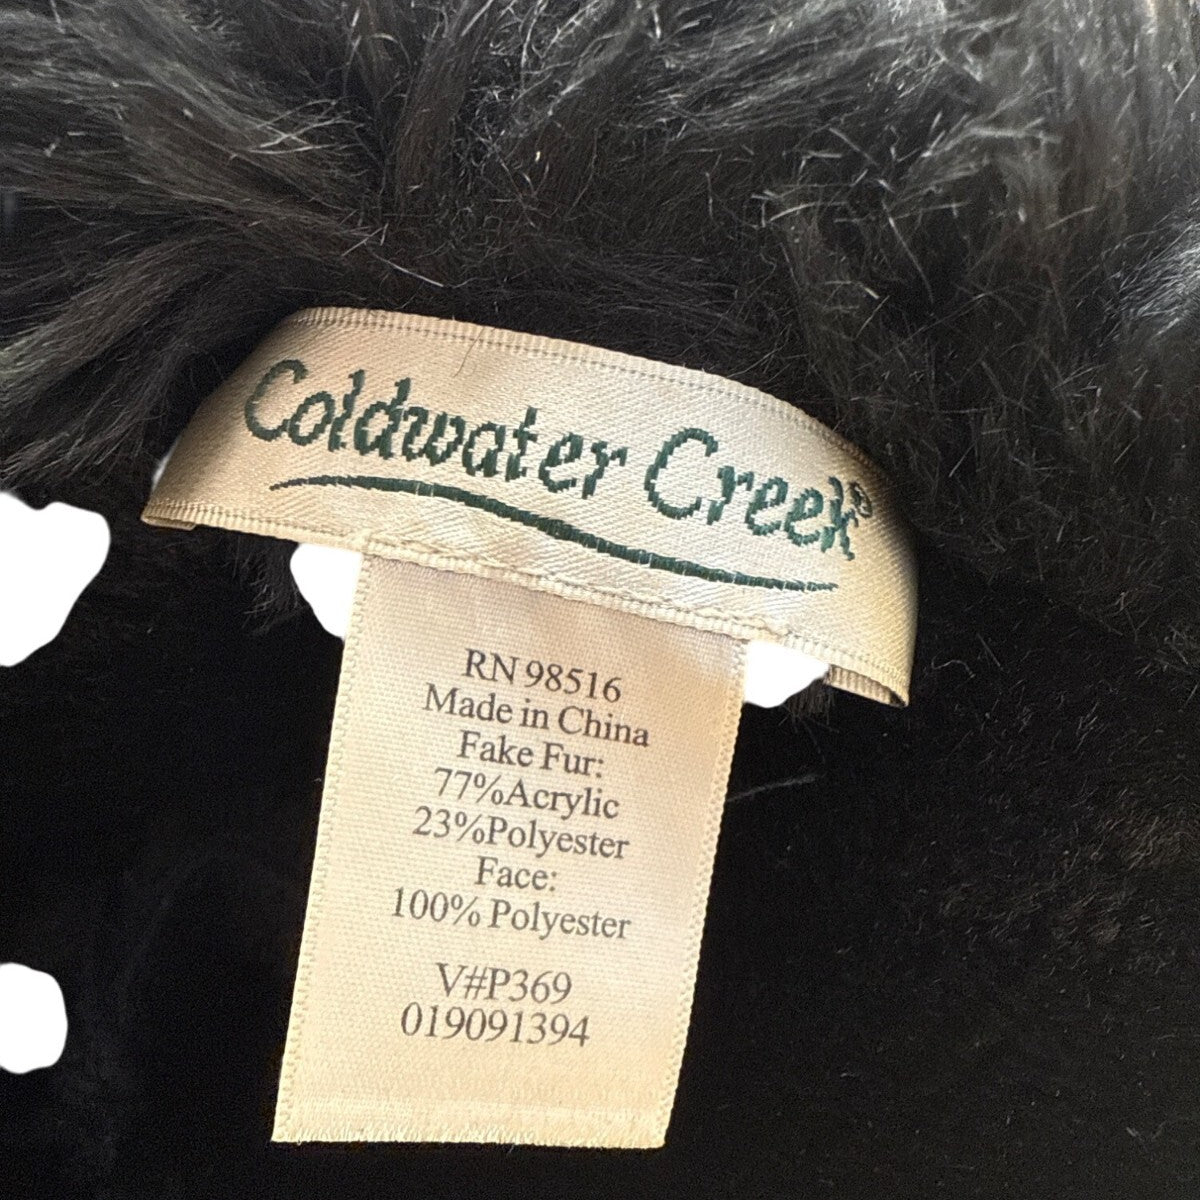 Coldwater Creek®
RN 98516
Made in China
Fake Fur:
77%Acrylic
23%Polyester
Face:
100% Polyester
V#P369
019091394